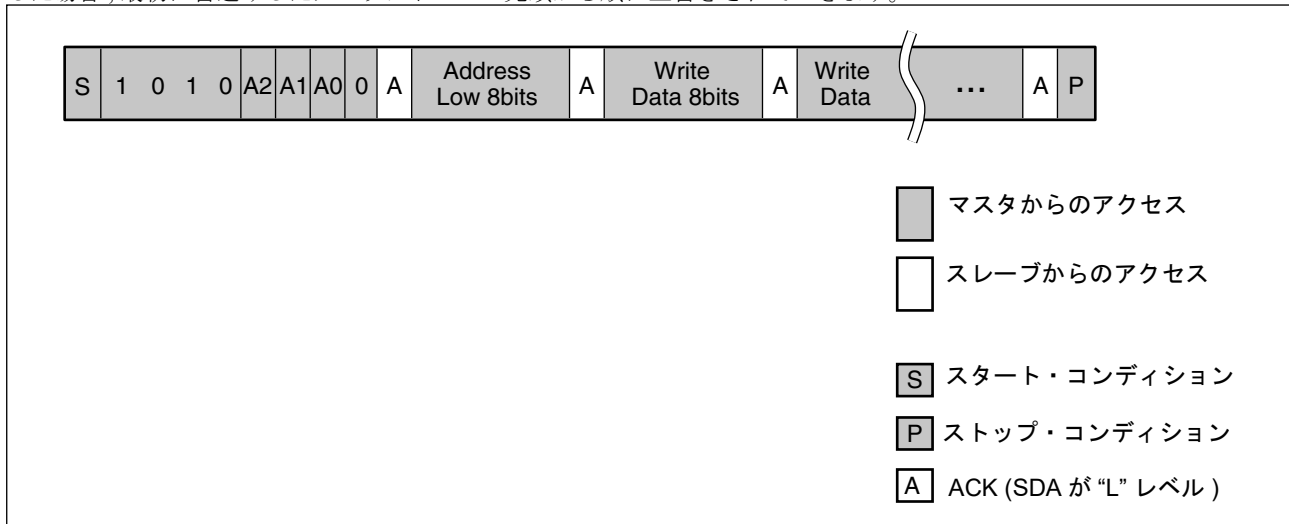 S 1 0 1 0 A2 A1 A0 0 A Address Low 8bits A Write Data 8bits A Write Data ... A P
マスタからのアクセス
スレーブからのアクセス
S スタート・コンディション
P ストップ・コンディション
A ACK (SDA が “L” レベル )